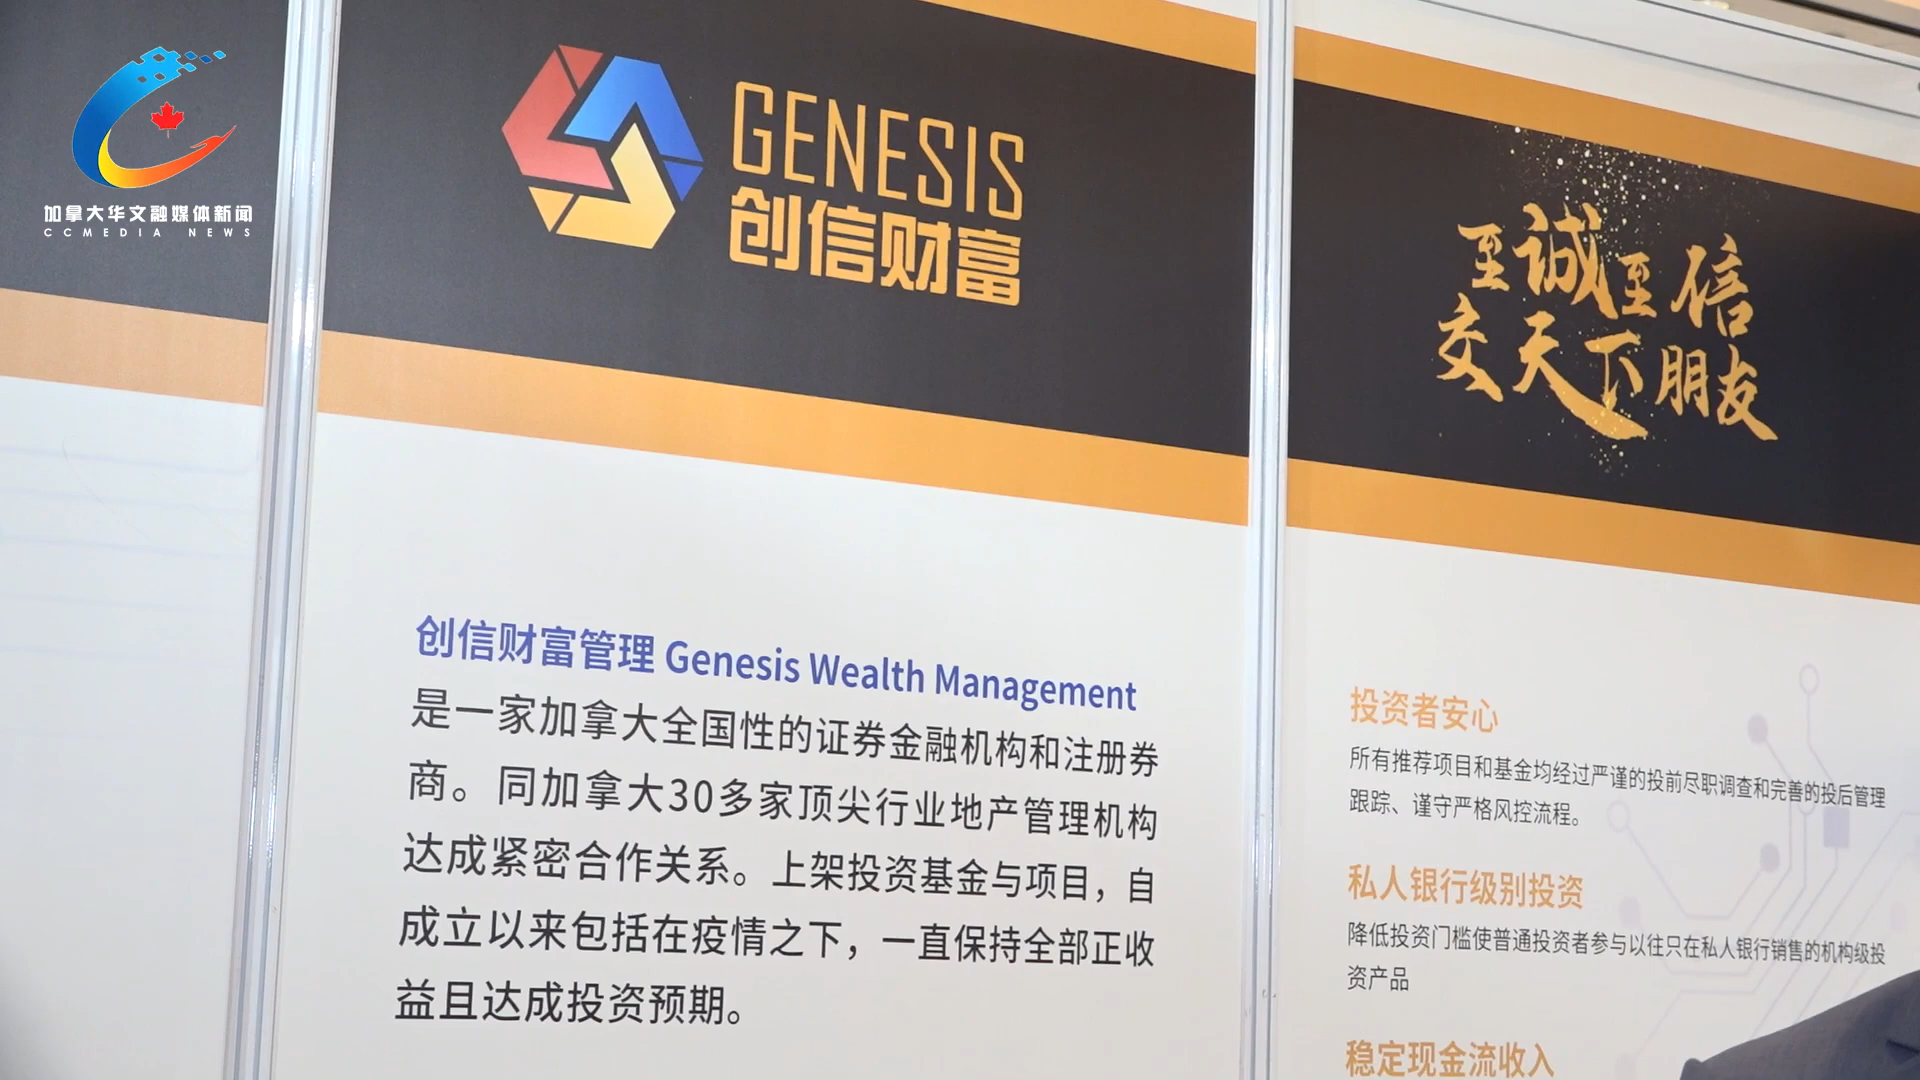 加拿大华文融媒体新闻
CCMEDIA NEWS
GENESIS
创信财富
创信财富管理 Genesis Wealth Management
是一家加拿大全国性的证券金融机构和注册券
商。同加拿大30多家顶尖行业地产管理机构
达成紧密合作关系。上架投资基金与项目，自
成立以来包括在疫情之下，一直保持全部正收
益且达成投资预期。
至诚至信
交天下朋友
投资者安心
所有推荐项目和基金均经过严谨的投前尽职调查和完善的投后管理
跟踪、谨守严格风控流程。
私人银行级别投资
降低投资门槛使普通投资者参与以往只在私人银行销售的机构级投
资产品
稳定现金流收入